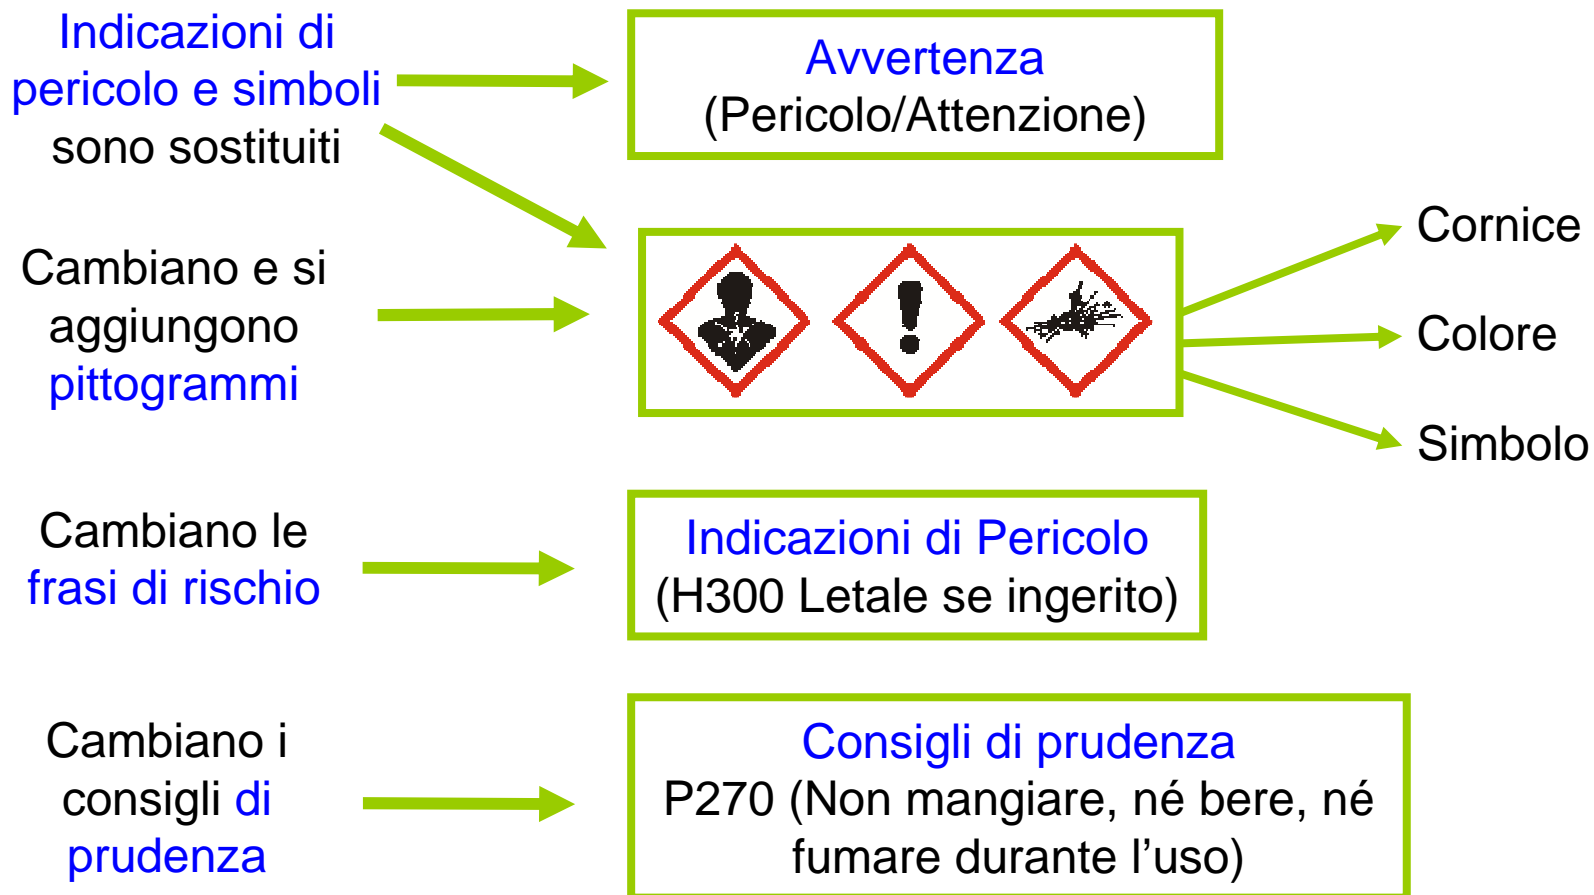 Indicazioni di
pericolo e simboli
sono sostituiti
Avvertenza
(Pericolo/Attenzione)
Cambiano e si
aggiungono
pittogrammi
Cornice
Colore
Simbolo
Cambiano le
frasi di rischio
Indicazioni di Pericolo
(H300 Letale se ingerito)
Cambiano i
consigli di
prudenza
Consigli di prudenza
P270 (Non mangiare, né bere, né
fumare durante l’uso)